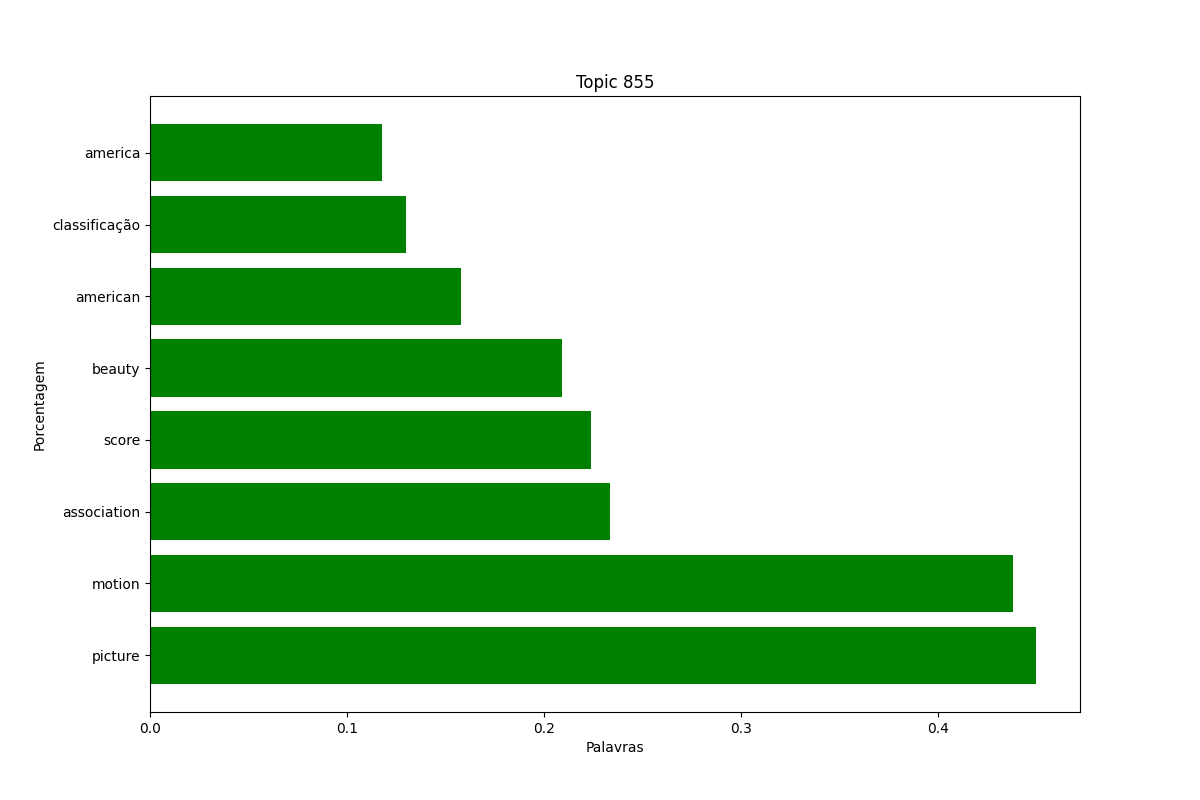 Topic 855
america
classificação
american
beauty
score
association
motion
picture
Porcentagem
0.0 0.1 0.2 0.3 0.4
Palavras